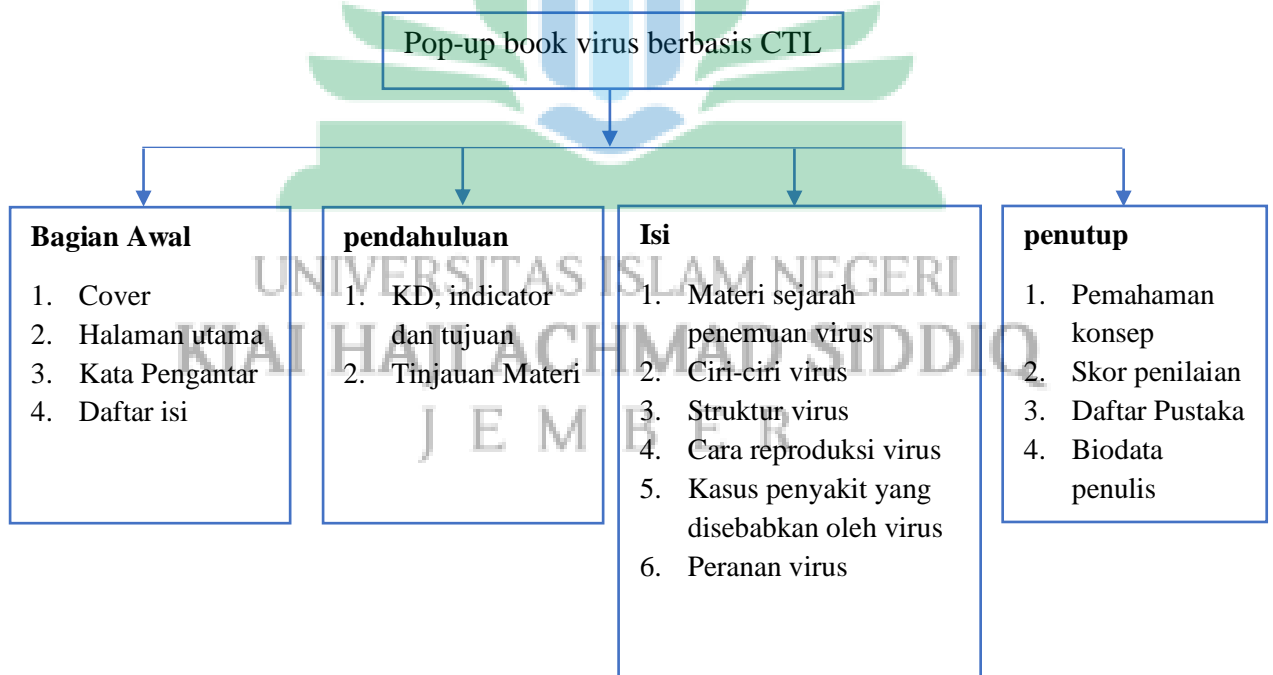 Pop-up book virus berbasis CTL
Bagian Awal
1. Cover
2. Halaman utama
3. Kata Pengantar
4. Daftar isi
pendahuluan
1. KD, indicator
dan tujuan
2. Tinjauan Materi
Isi
1. Materi sejarah
penemuan virus
2. Ciri-ciri virus
3. Struktur virus
4. Cara reproduksi virus
5. Kasus penyakit yang
disebabkan oleh virus
6. Peranan virus
penutup
1. Pemahaman
konsep
2. Skor penilaian
3. Daftar Pustaka
4. Biodata
penulis
UNIVERSITAS ISLAM NEGERI
KIAI HAJI ACHMAD SIDDIQ
JEMBER